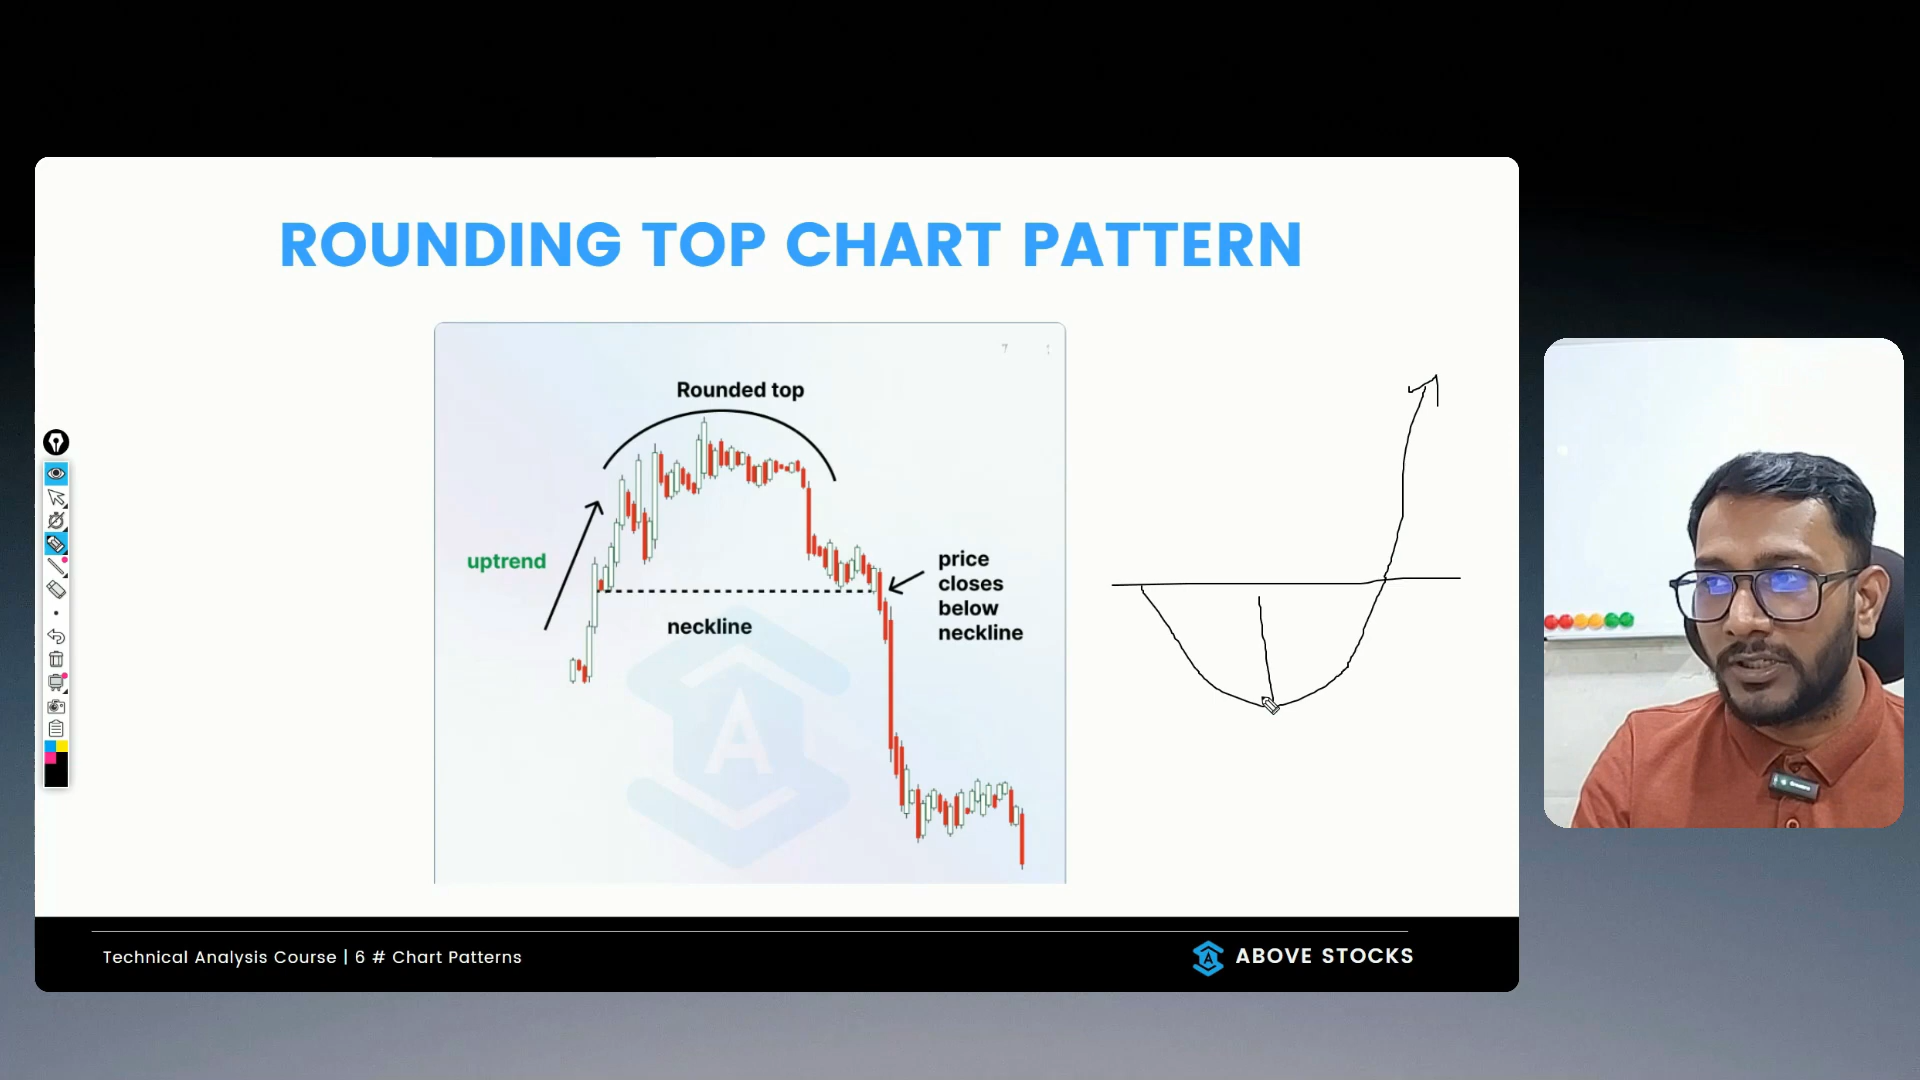 ROUNDING TOP CHART PATTERN
Rounded top
uptrend
price
closes
below
neckline
neckline
A
Technical Analysis Course | 6 # Chart Patterns
A
ABOVE STOCKS